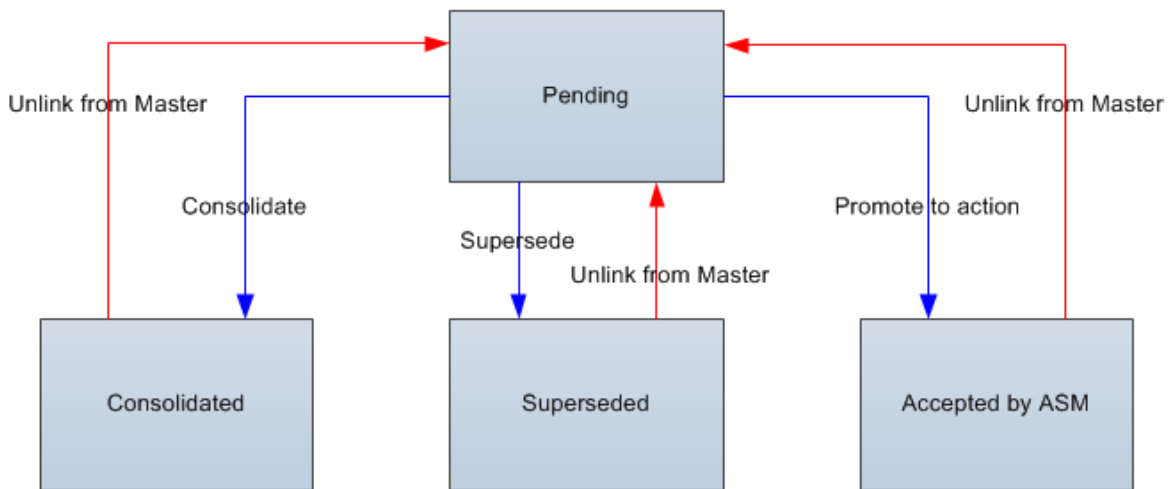 Pending
Unlink from Master
Unlink from Master
Consolidate
Promote to action
Supersede
Unlink from Master
Consolidated
Superseded
Accepted by ASM